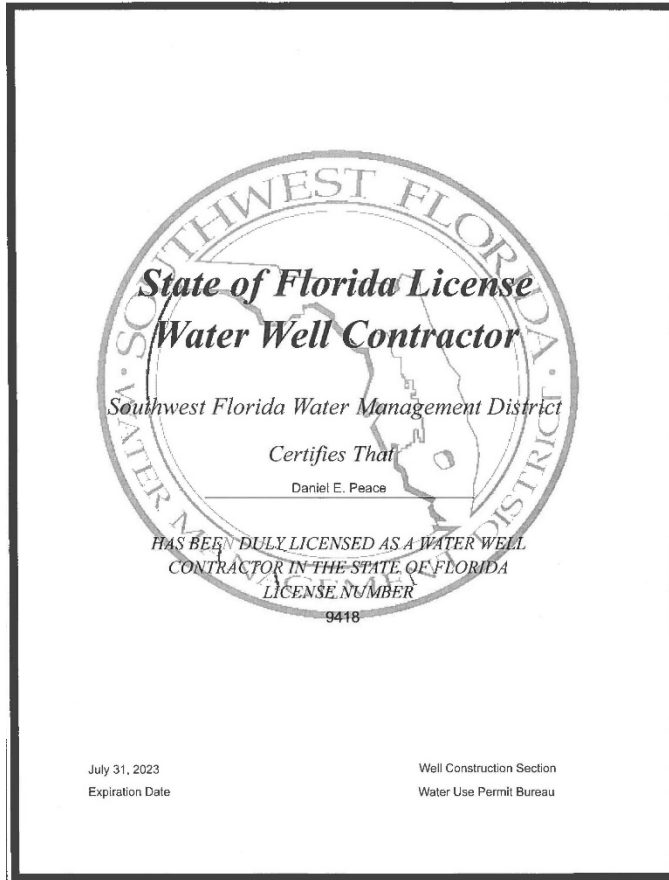 SOUTHWEST FLORIDA
WATER MANAGEMENT DISTRICT
State of Florida License
Water Well Contractor
Southwest Florida Water Management District
Certifies That
Daniel E. Peace
HAS BEEN DULY LICENSED AS A WATER WELL
CONTRACTOR IN THE STATE OF FLORIDA
LICENSE NUMBER
9418
July 31, 2023
Expiration Date
Well Construction Section
Water Use Permit Bureau